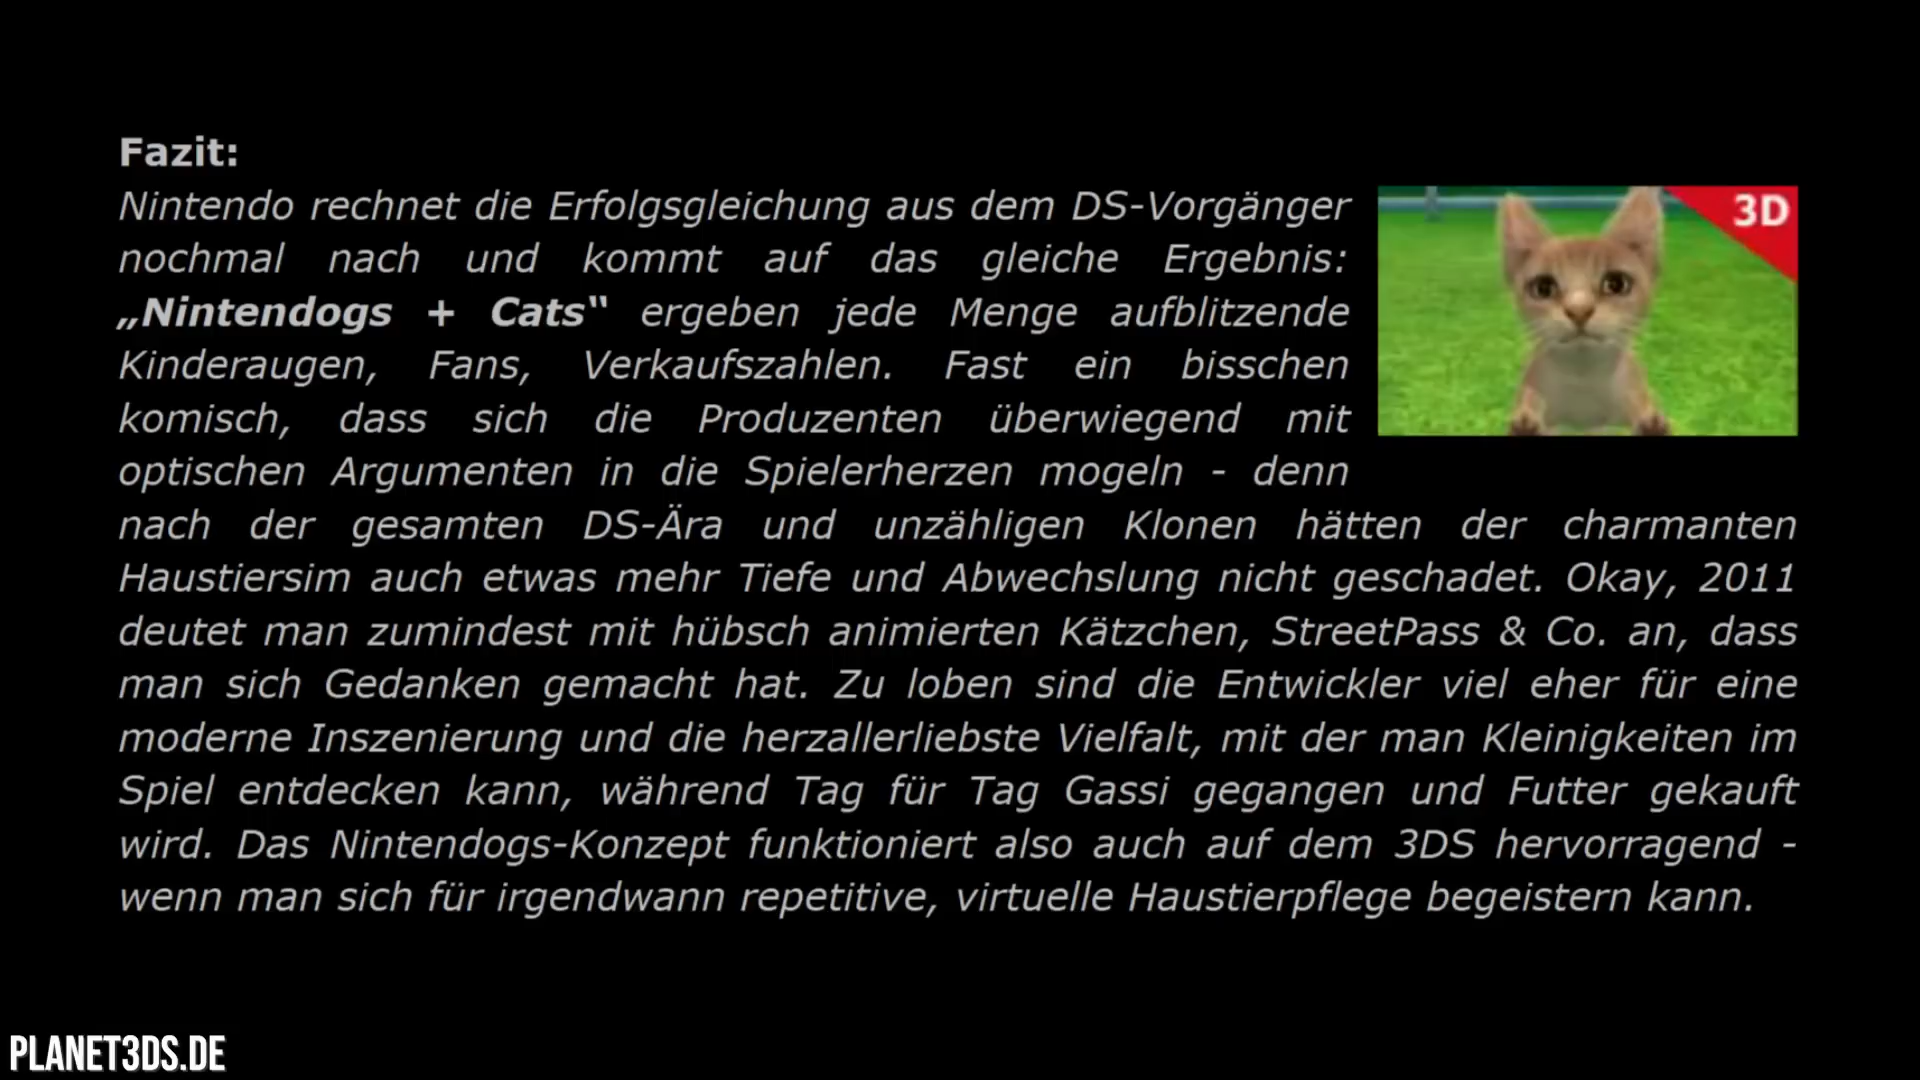 Fazit:
Nintendo rechnet die Erfolgsgleichung aus dem DS-Vorgänger
nochmal nach und kommt auf das gleiche Ergebnis:
„Nintendogs + Cats‟ ergeben jede Menge aufblitzende
Kinderaugen, Fans, Verkaufszahlen. Fast ein bisschen
komisch, dass sich die Produzenten überwiegend mit
optischen Argumenten in die Spielerherzen mogeln - denn
nach der gesamten DS-Ära und unzähligen Klonen hätten der charmanten
Haustiersim auch etwas mehr Tiefe und Abwechslung nicht geschadet. Okay, 2011
deutet man zumindest mit hübsch animierten Kätzchen, StreetPass & Co. an, dass
man sich Gedanken gemacht hat. Zu loben sind die Entwickler viel eher für eine
moderne Inszenierung und die herzallerliebste Vielfalt, mit der man Kleinigkeiten im
Spiel entdecken kann, während Tag für Tag Gassi gegangen und Futter gekauft
wird. Das Nintendogs-Konzept funktioniert also auch auf dem 3DS hervorragend -
wenn man sich für irgendwann repetitive, virtuelle Haustierpflege begeistern kann.
3D
PLANET3DS.DE